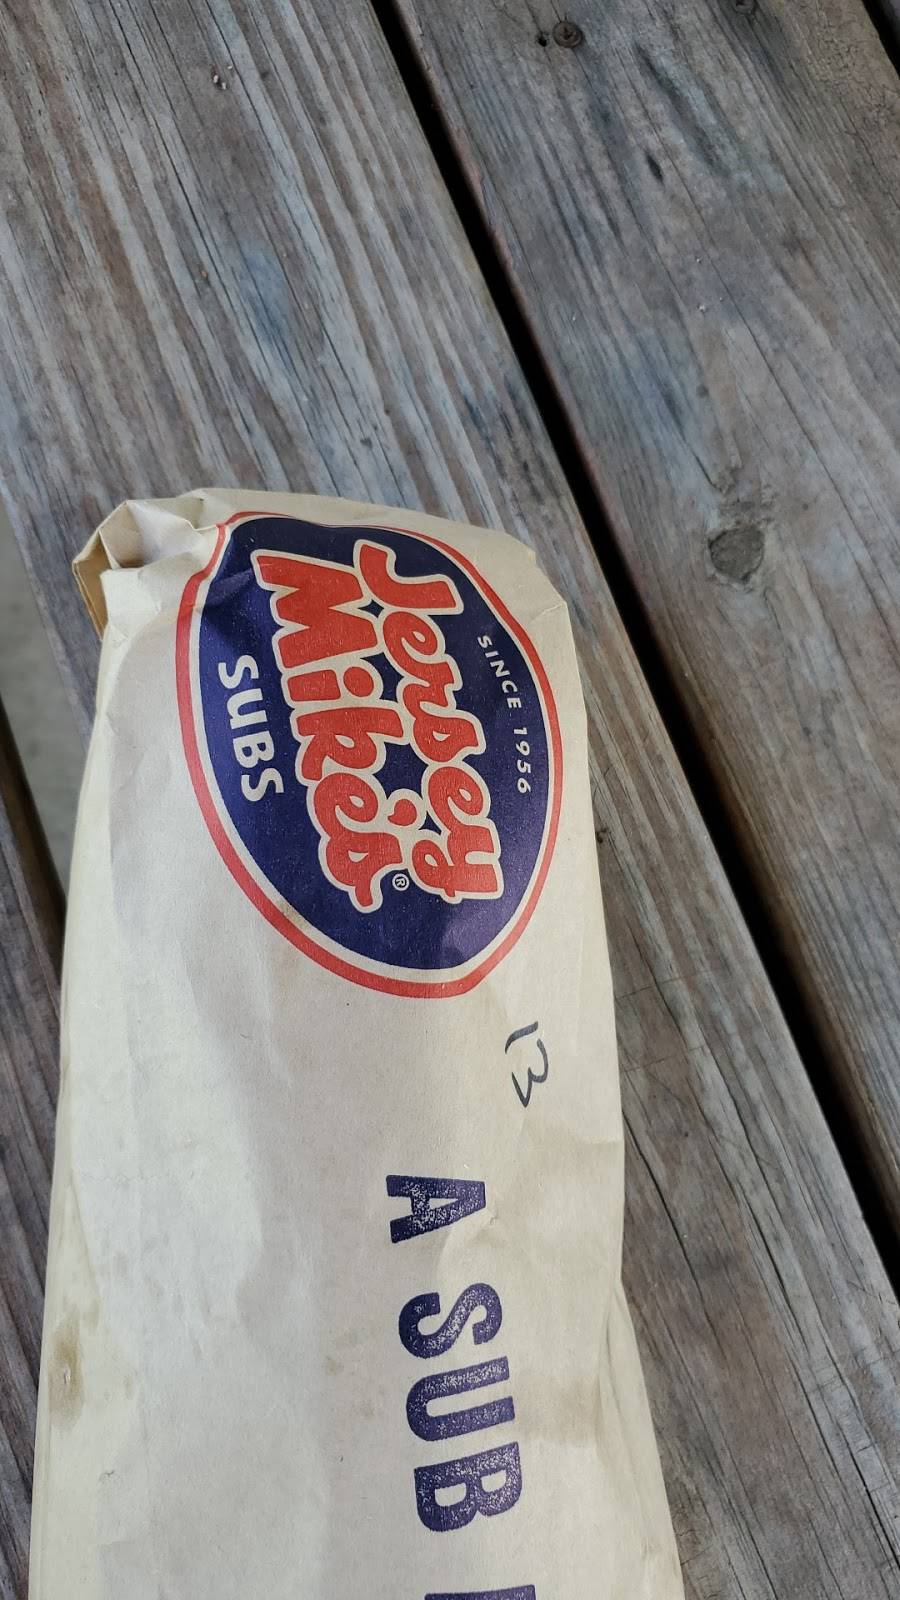 SINCE 1956
Jersey
Mike's®
SUBS
13
A SUB